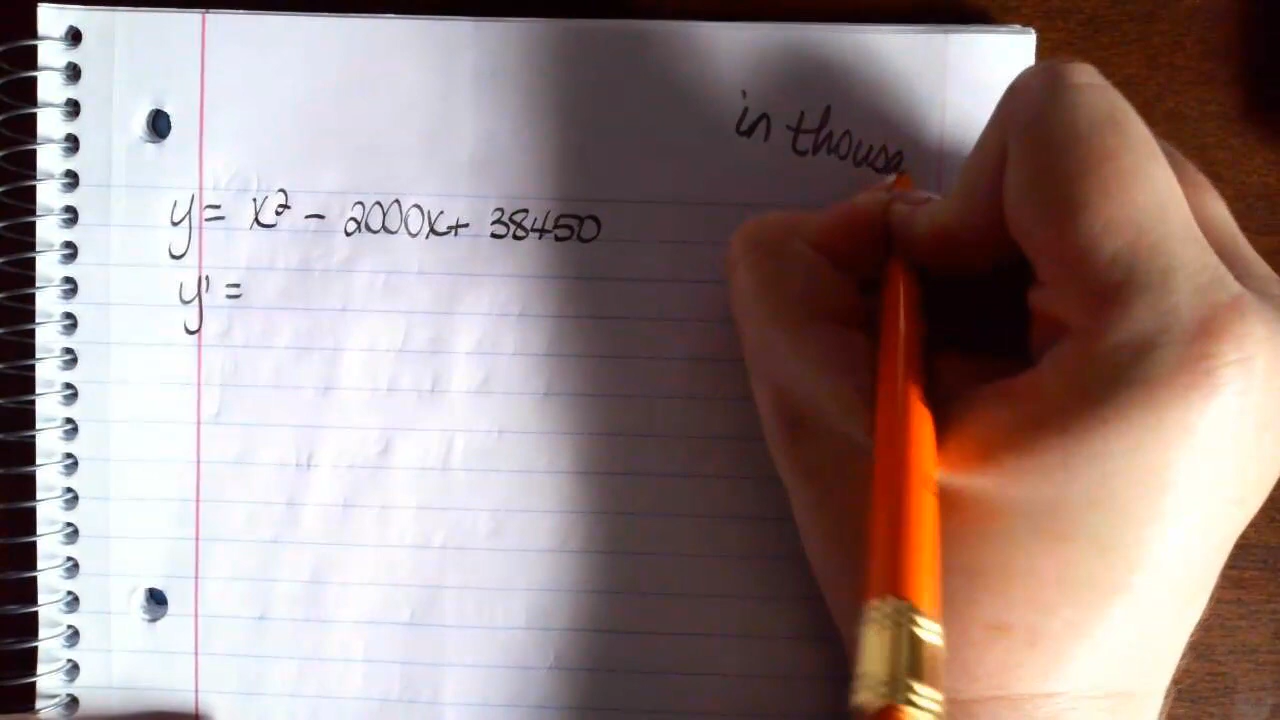 in thousa
y = x² - 2000x + 38450
y' =